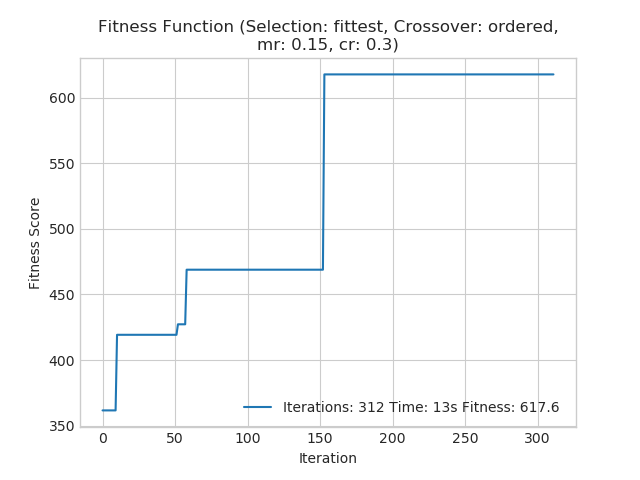 Fitness Function (Selection: fittest, Crossover: ordered,
mr: 0.15, cr: 0.3)
600
550
500
450
400
350
Fitness Score
Iterations: 312 Time: 13s Fitness: 617.6
0 50 100 150 200 250 300
Iteration